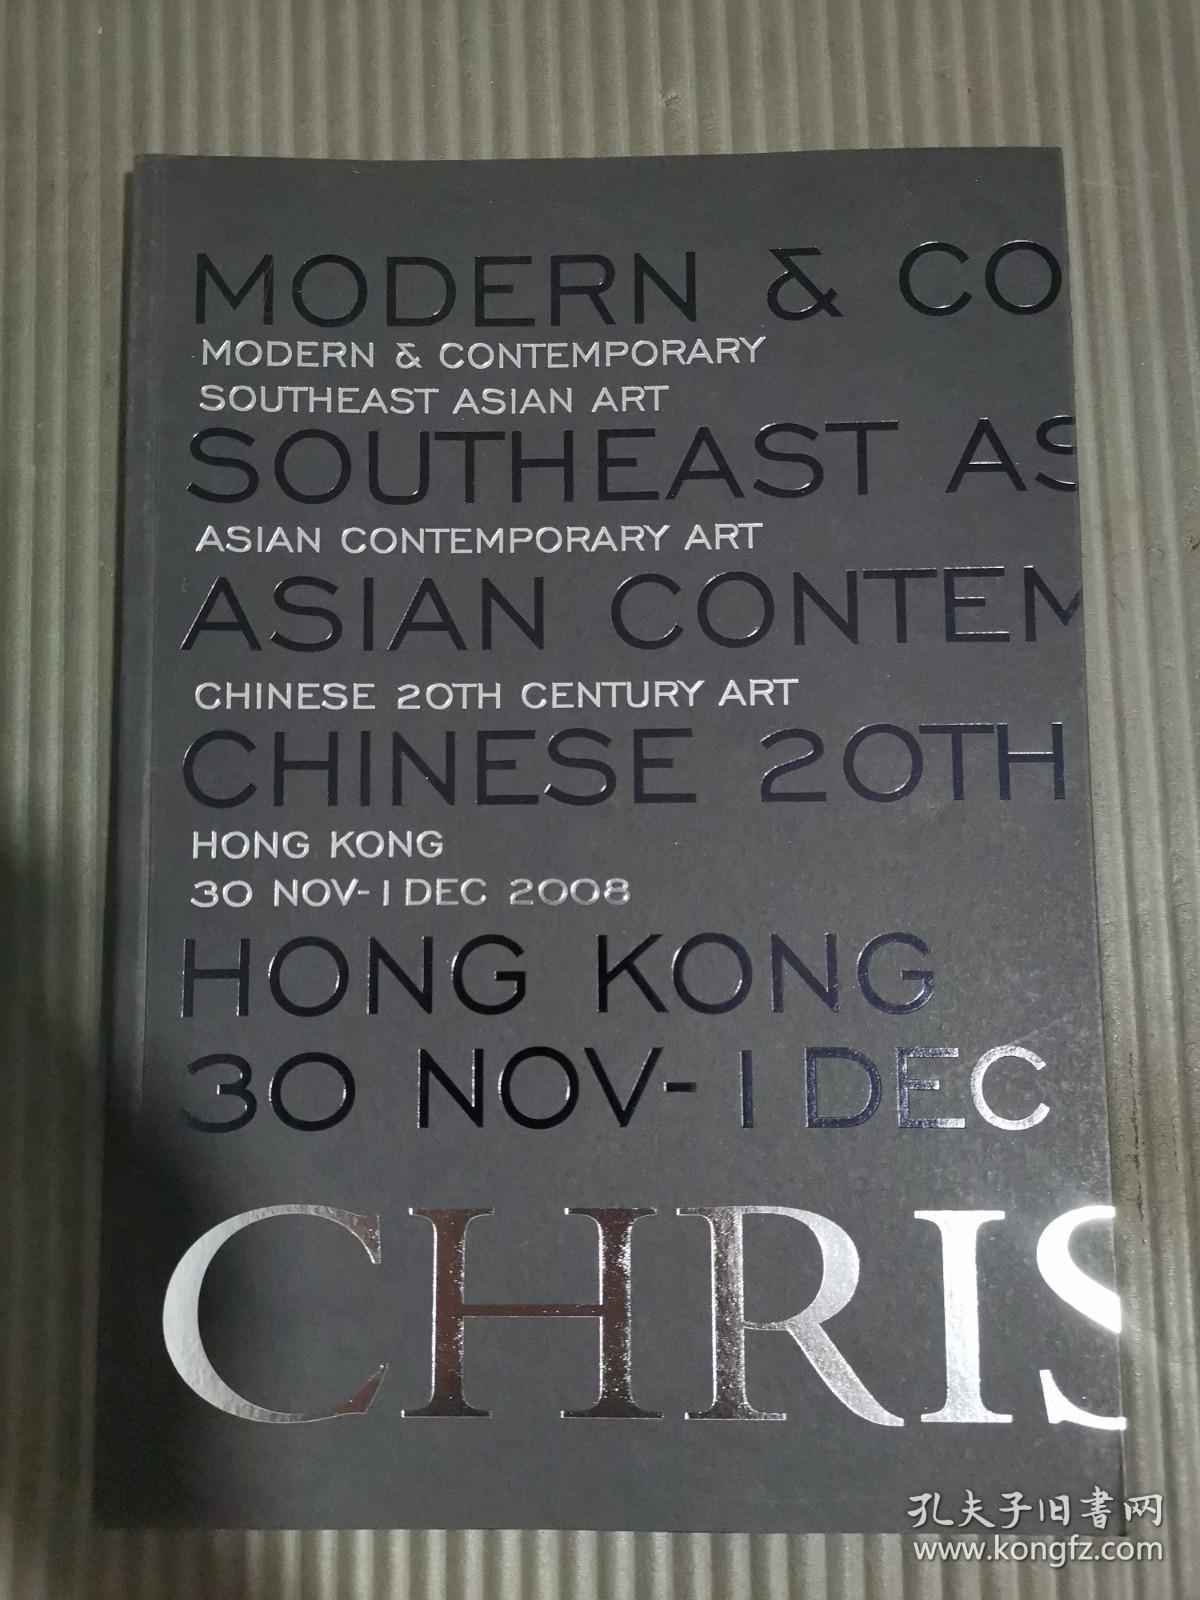 MODERN & CO
MODERN & CONTEMPORARY
SOUTHEAST ASIAN ART
SOUTHEAST AS
ASIAN CONTEMPORARY ART
ASIAN CONTEM
CHINESE 20TH CENTURY ART
CHINESE 20TH
HONG KONG
30 NOV-1 DEC 2008
HONG KONG
30 NOV-1 DEC
CHRIS
孔夫子旧書网
www.kongfz.com